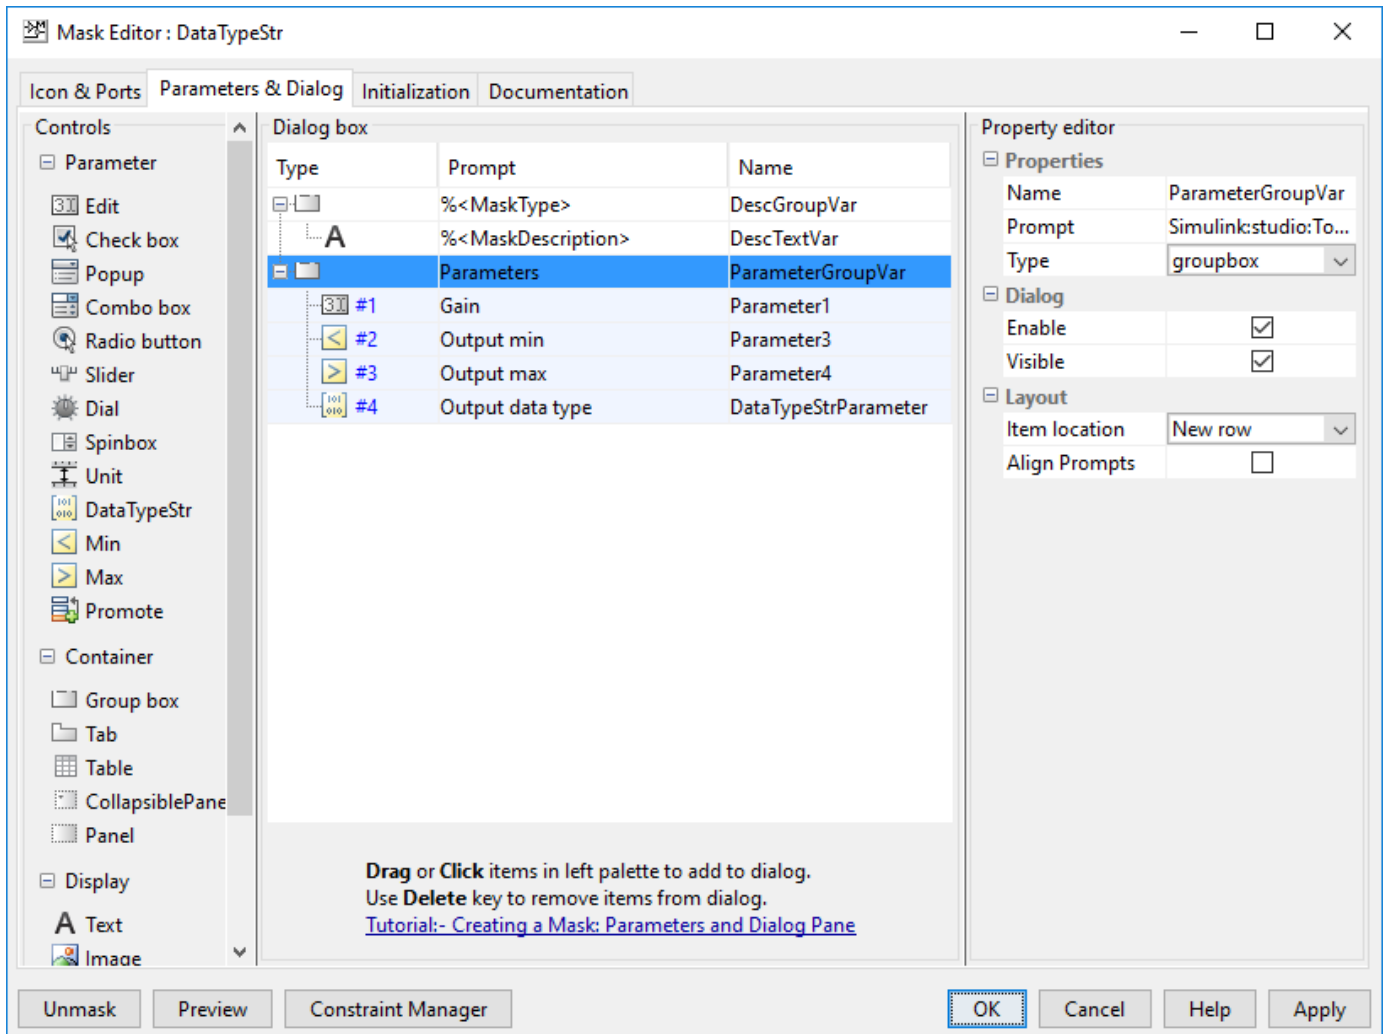 Mask Editor : DataTypeStr
Icon & Ports Parameters & Dialog Initialization Documentation
Controls
Parameter
Edit
Check box
Popup
Combo box
Radio button
Slider
Dial
Spinbox
Unit
DataTypeStr
Min
Max
Promote
Container
Group box
Tab
Table
CollapsiblePane
Panel
Display
A Text
Image
Dialog box
Type Prompt Name
%<MaskType> DescGroupVar
A %<MaskDescription> DescTextVar
Parameters ParameterGroupVar
#1 Gain Parameter1
#2 Output min Parameter3
#3 Output max Parameter4
#4 Output data type DataTypeStrParameter
Drag or Click items in left palette to add to dialog.
Use Delete key to remove items from dialog.
Tutorial:- Creating a Mask: Parameters and Dialog Pane
Property editor
Properties
Name ParameterGroupVar
Prompt Simulink:studio:To...
Type groupbox
Dialog
Enable
Visible
Layout
Item location New row
Align Prompts
Unmask Preview Constraint Manager OK Cancel Help Apply